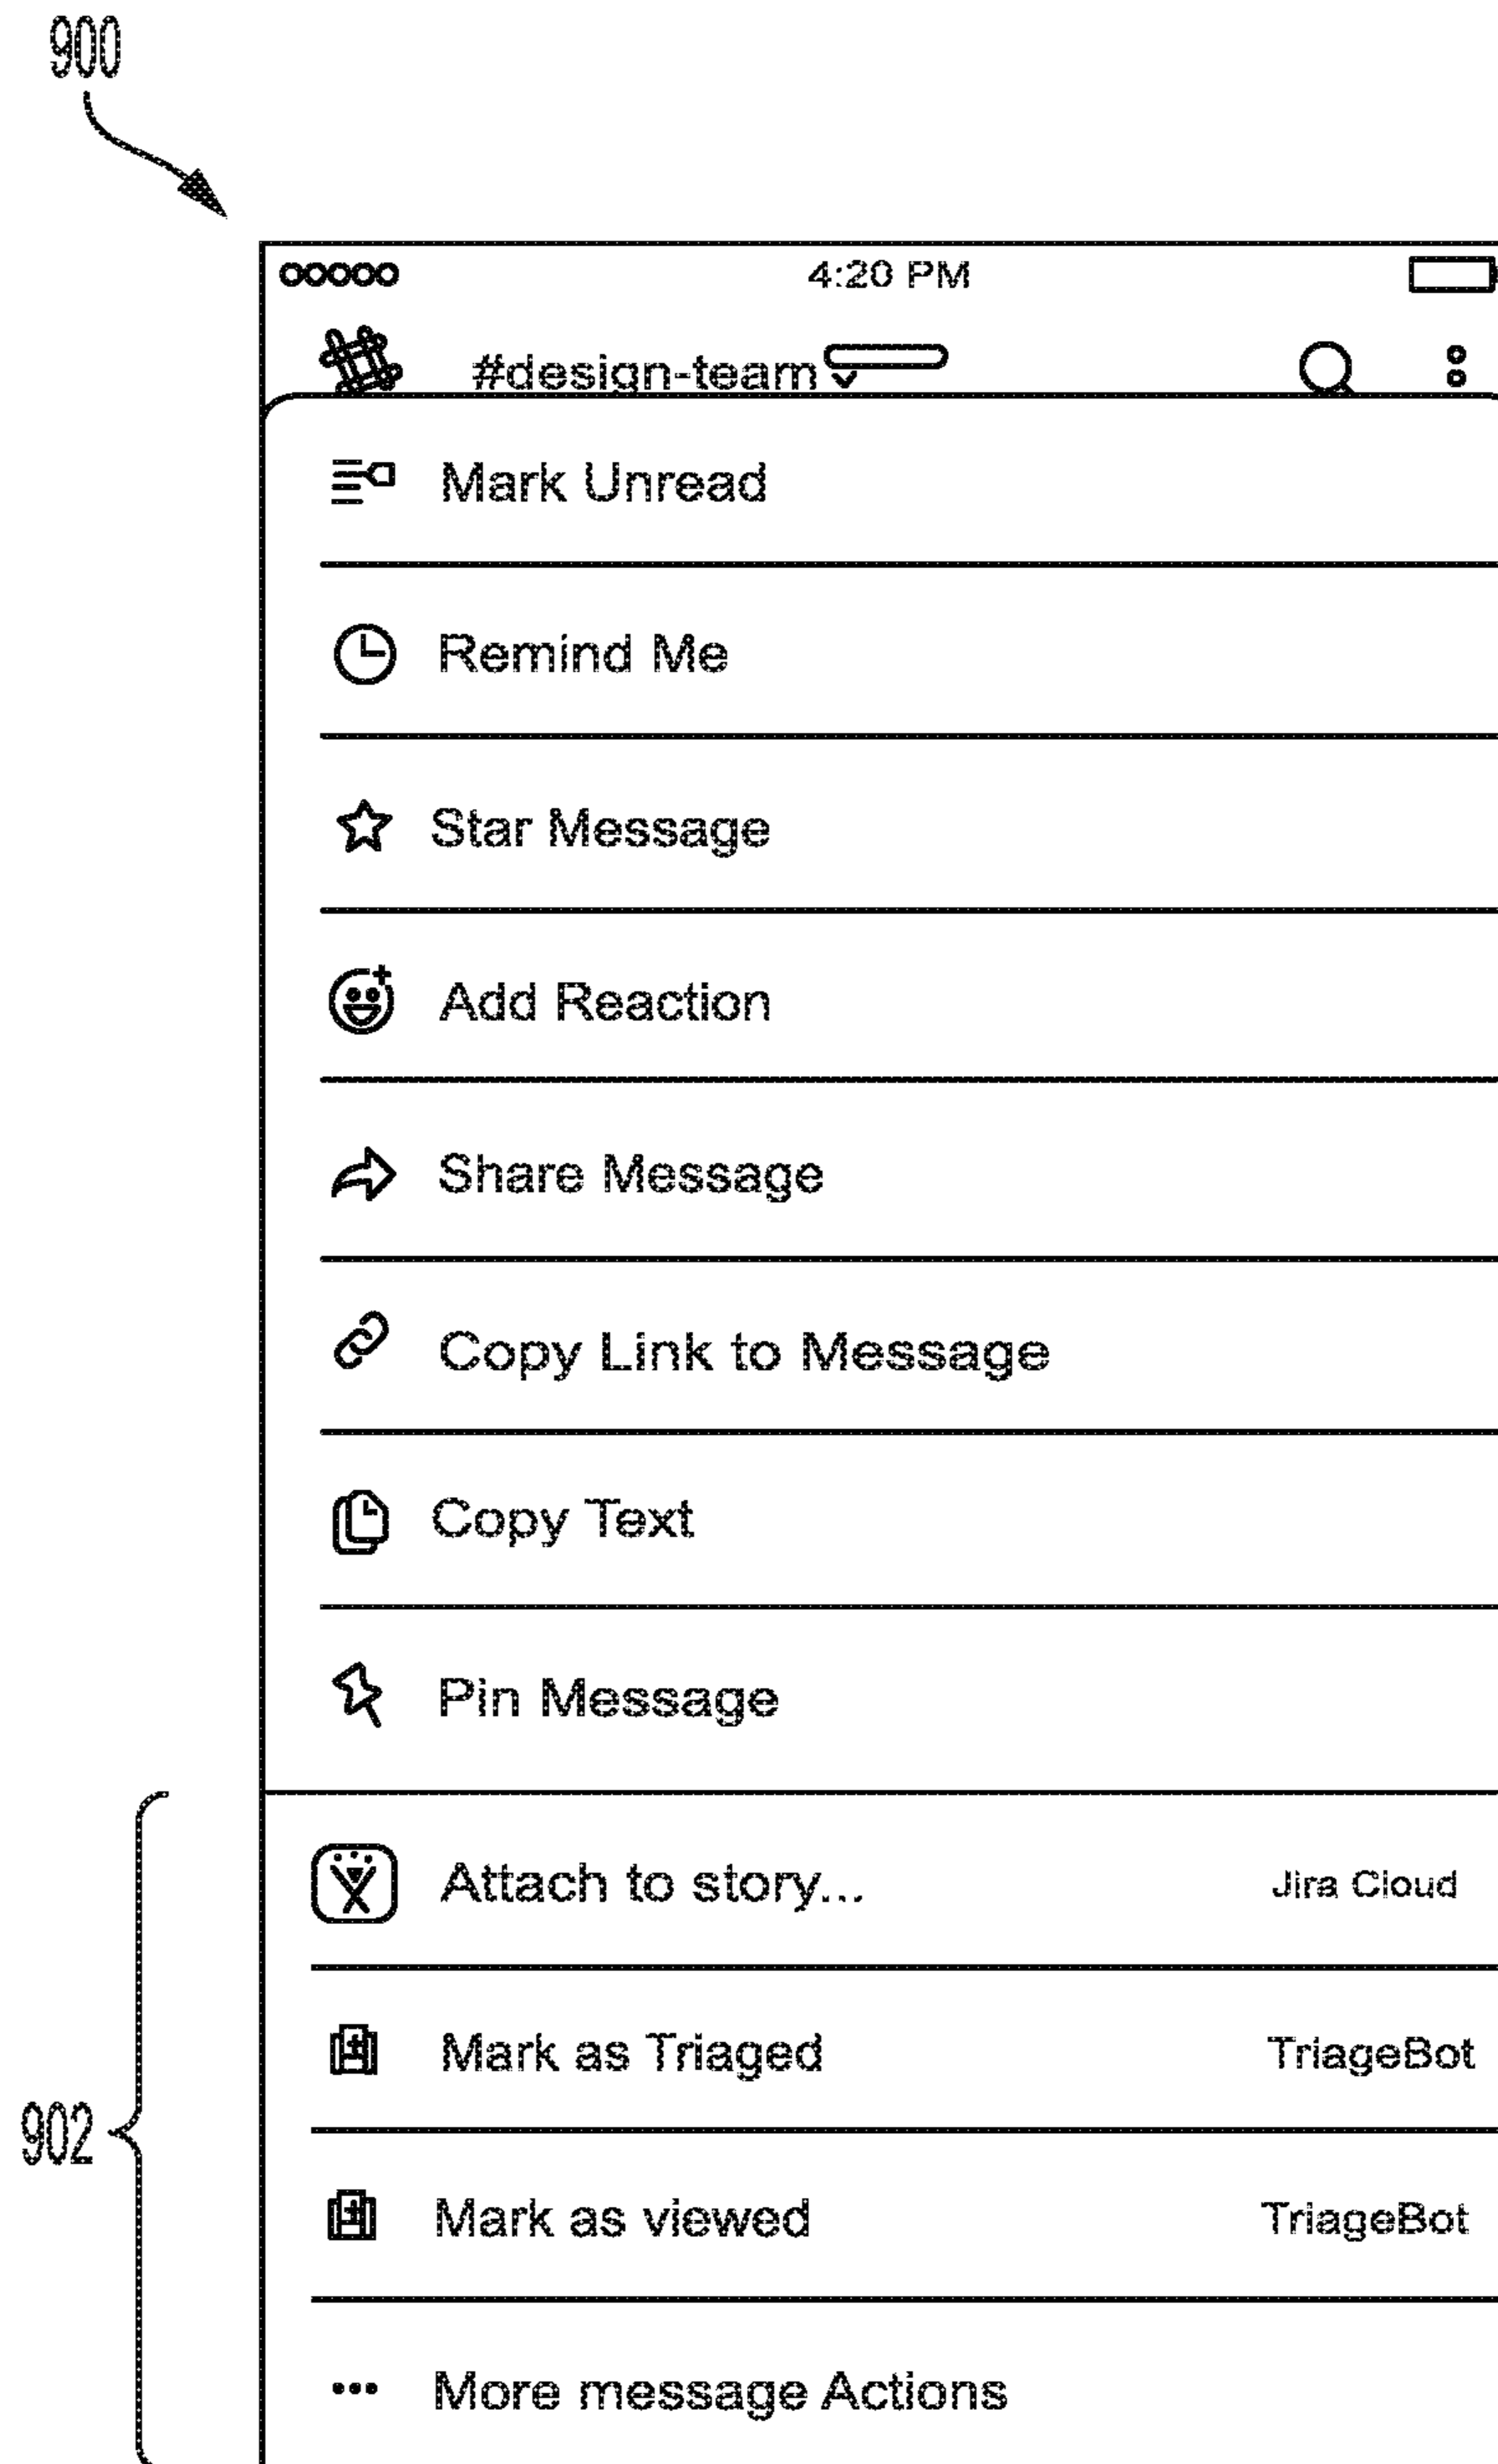 900
4:20 PM
#design-team
Mark Unread
Remind Me
Star Message
Add Reaction
Share Message
Copy Link to Message
Copy Text
Pin Message
Attach to story... Jira Cloud
Mark as Triaged TriageBot
902
Mark as viewed TriageBot
More message Actions